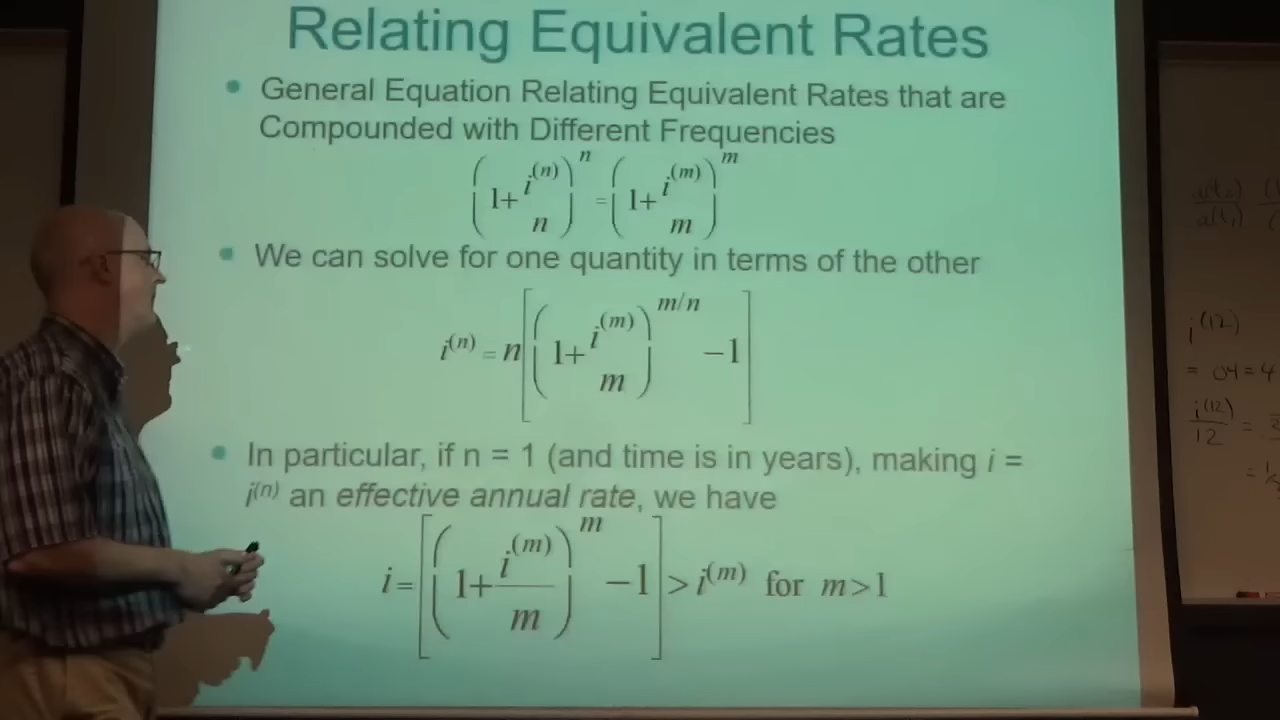 Relating Equivalent Rates
• General Equation Relating Equivalent Rates that are
Compounded with Different Frequencies
(1+ i^(n) / n)^n = (1+ i^(m) / m)^m
• We can solve for one quantity in terms of the other
i^(n) = n[(1+ i^(m) / m)^m/n −1]
• In particular, if n = 1 (and time is in years), making i =
i^(n) an effective annual rate, we have
i = [(1+ i^(m) / m)^m −1] > i^(m) for m>1
i^(12)
= 04 = 4
i^(12) / 12 =